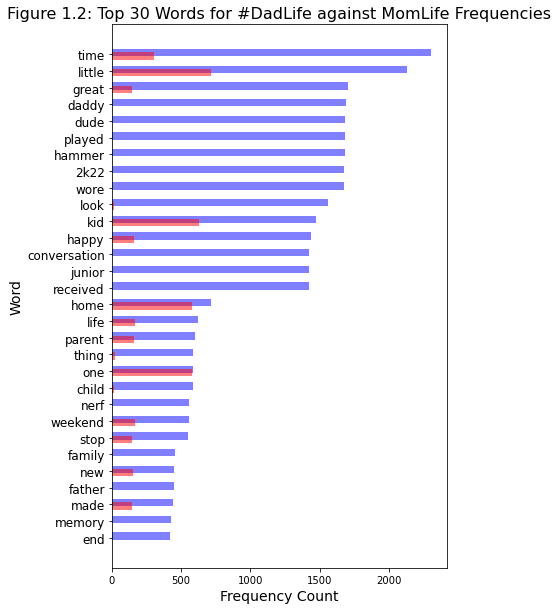 Figure 1.2: Top 30 Words for #DadLife against MomLife Frequencies
time
little
great
daddy
dude
played
hammer
2k22
wore
look
kid
happy
conversation
junior
received
home
life
parent
thing
one
child
nerf
weekend
stop
family
new
father
made
memory
end
Word
0 500 1000 1500 2000
Frequency Count